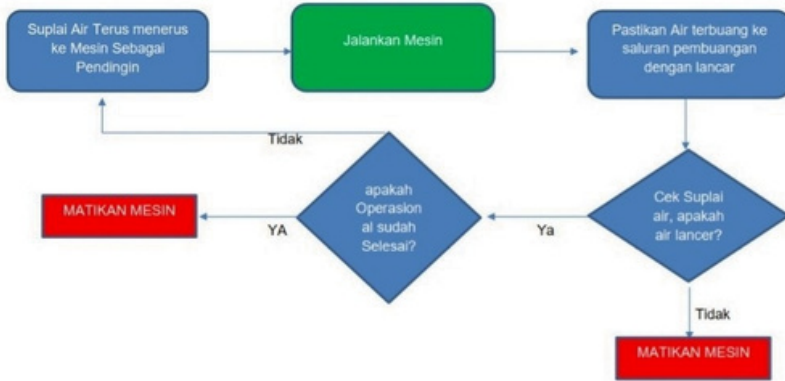 Suplai Air Terus menerus
ke Mesin Sebagai
Pendingin
Jalankan Mesin
Pastikan Air terbuang ke
saluran pembuangan
dengan lancar
Tidak
apakah
Operasion
al sudah
Selesai?
Cek Suplai
air, apakah
air lancer?
MATIKAN MESIN
YA
Ya
Tidak
MATIKAN MESIN